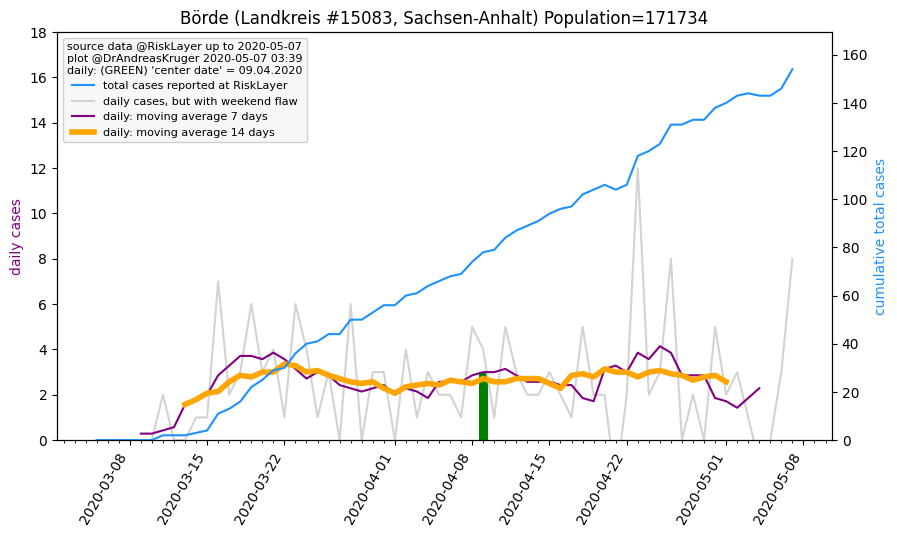 Börde (Landkreis #15083, Sachsen-Anhalt) Population=171734
source data @RiskLayer up to 2020-05-07
plot @DrAndreasKruger 2020-05-07 03:39
daily: (GREEN) 'center date' = 09.04.2020
total cases reported at RiskLayer
daily cases, but with weekend flaw
daily: moving average 7 days
daily: moving average 14 days
18
16
14
12
10
8
6
4
2
0
daily cases
160
140
120
100
80
60
40
20
0
cumulative total cases
2020-03-08
2020-03-15
2020-03-22
2020-04-01
2020-04-08
2020-04-15
2020-04-22
2020-05-01
2020-05-08